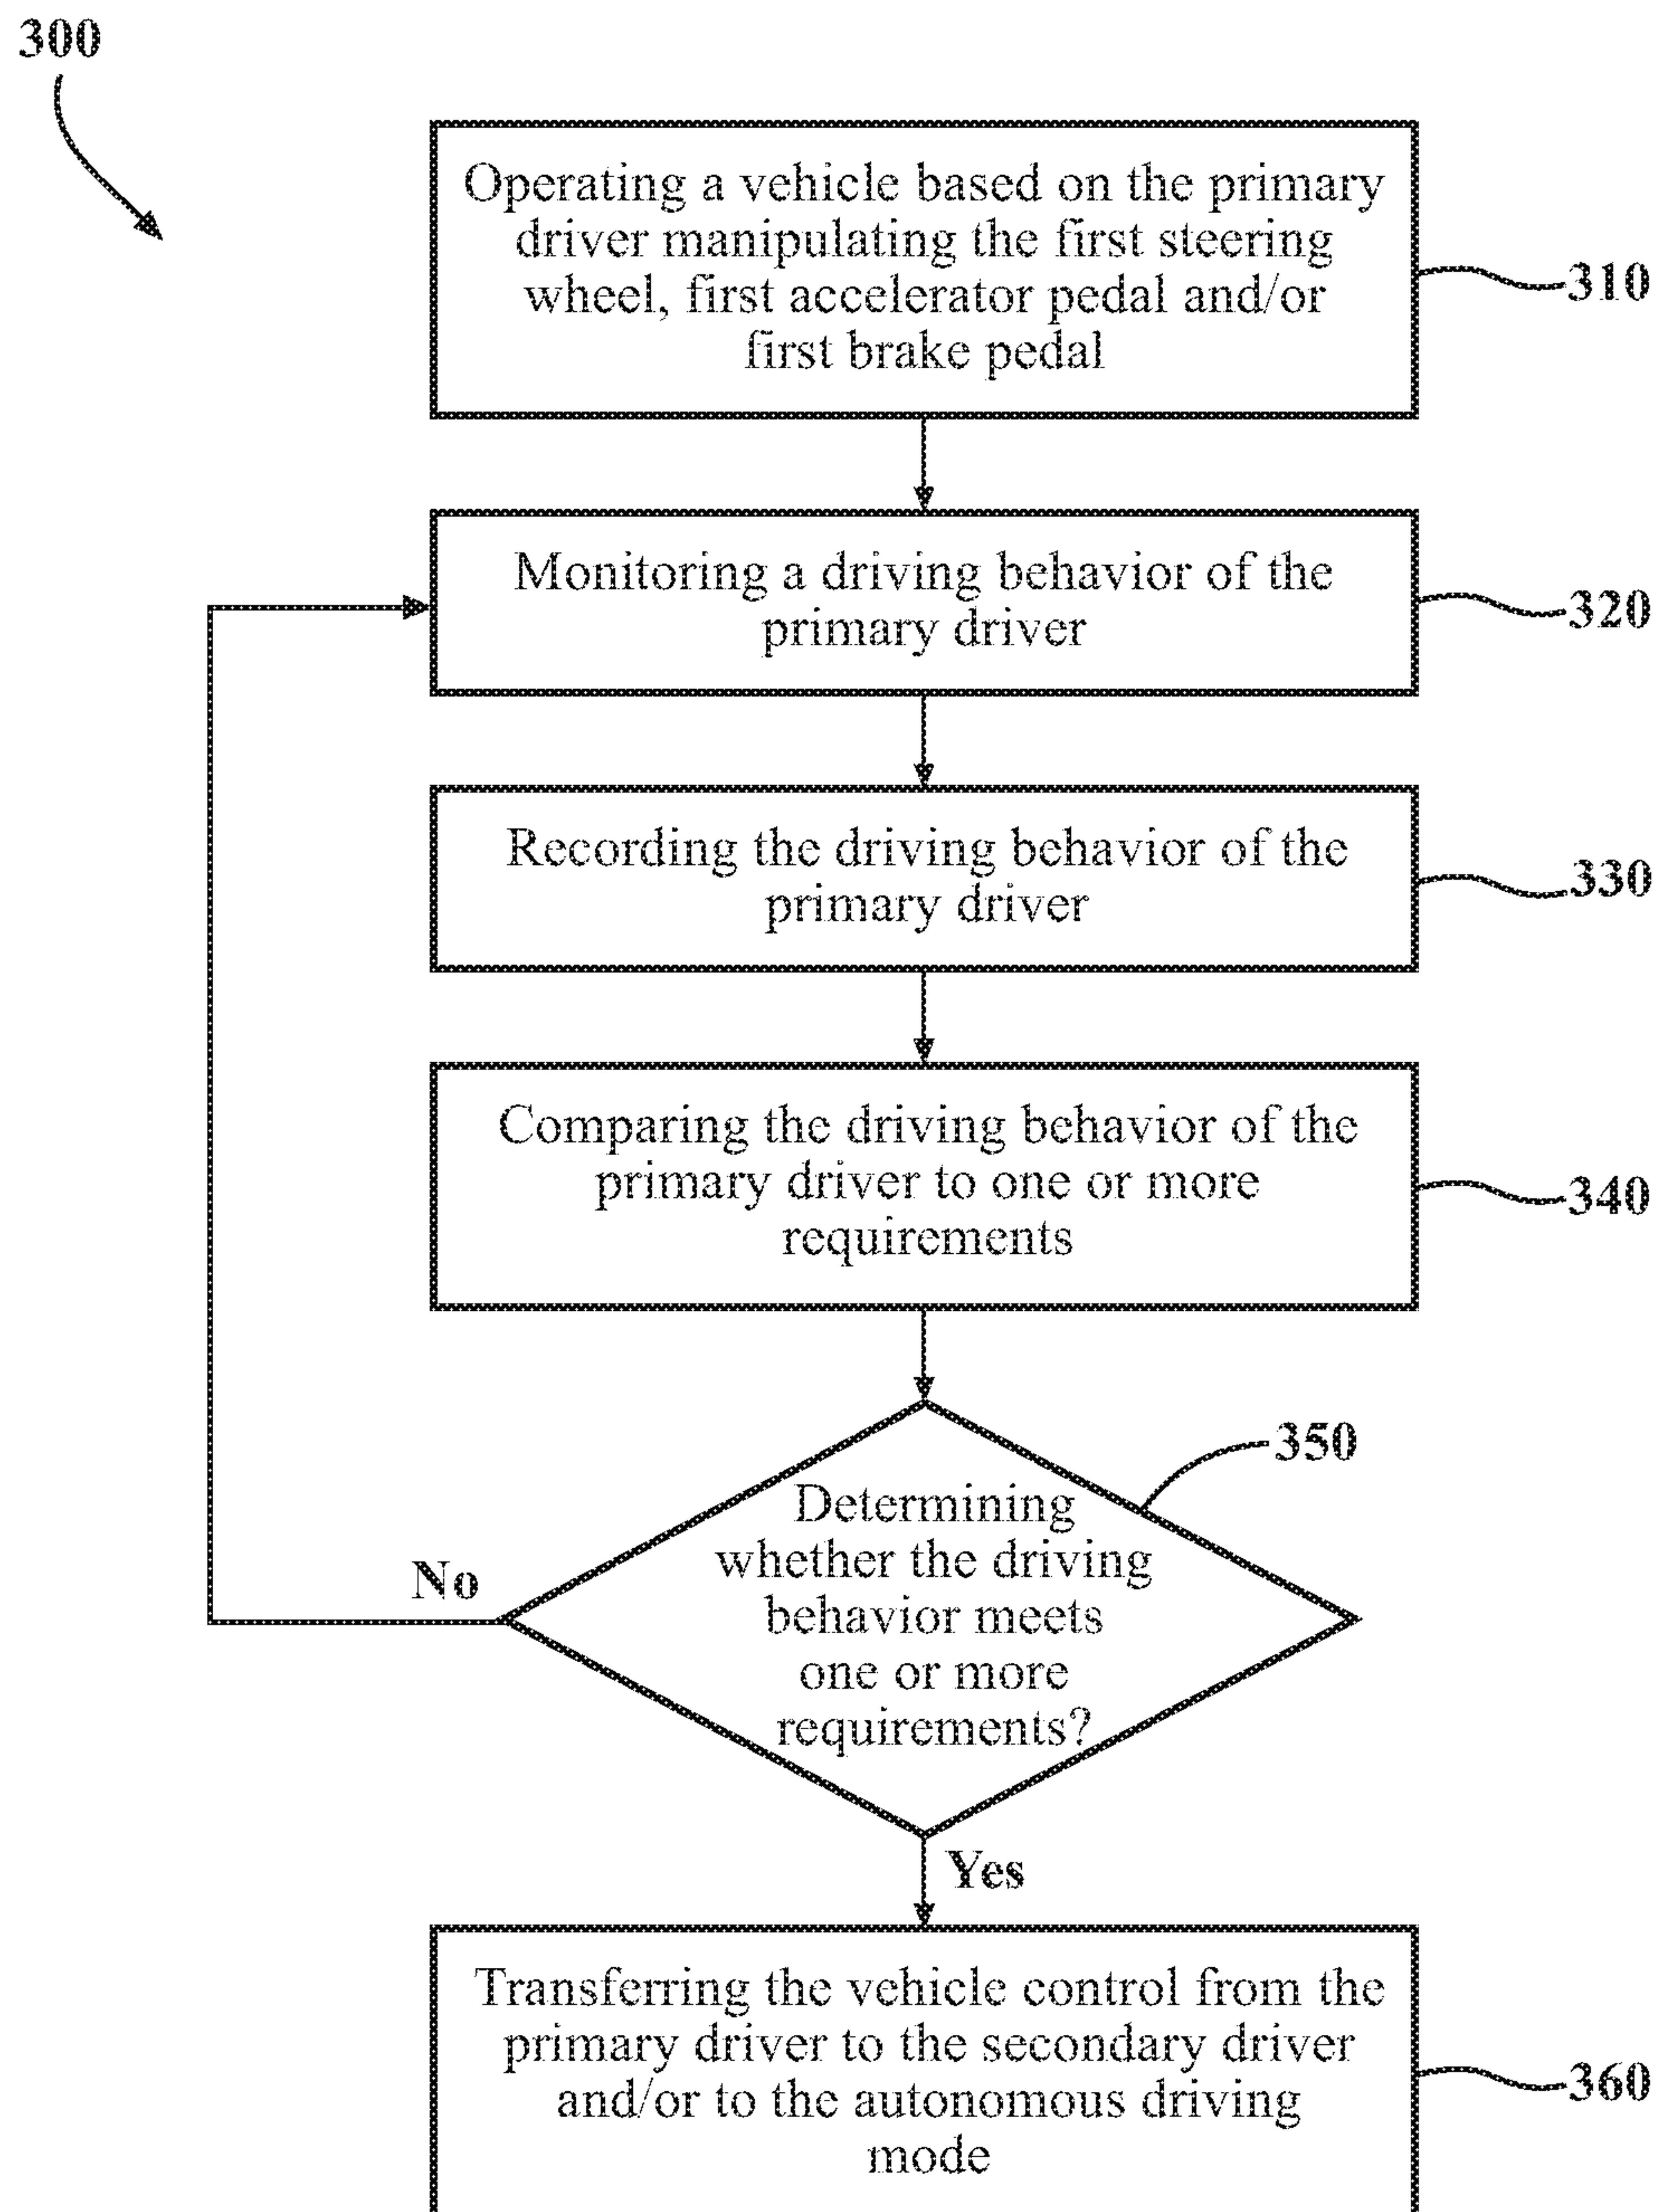 300
Operating a vehicle based on the primary
driver manipulating the first steering
wheel, first accelerator pedal and/or
first brake pedal
310
Monitoring a driving behavior of the
primary driver
320
Recording the driving behavior of the
primary driver
330
Comparing the driving behavior of the
primary driver to one or more
requirements
340
350
Determining
whether the driving
behavior meets
one or more
requirements?
No
Yes
Transferring the vehicle control from the
primary driver to the secondary driver
and/or to the autonomous driving
mode
360